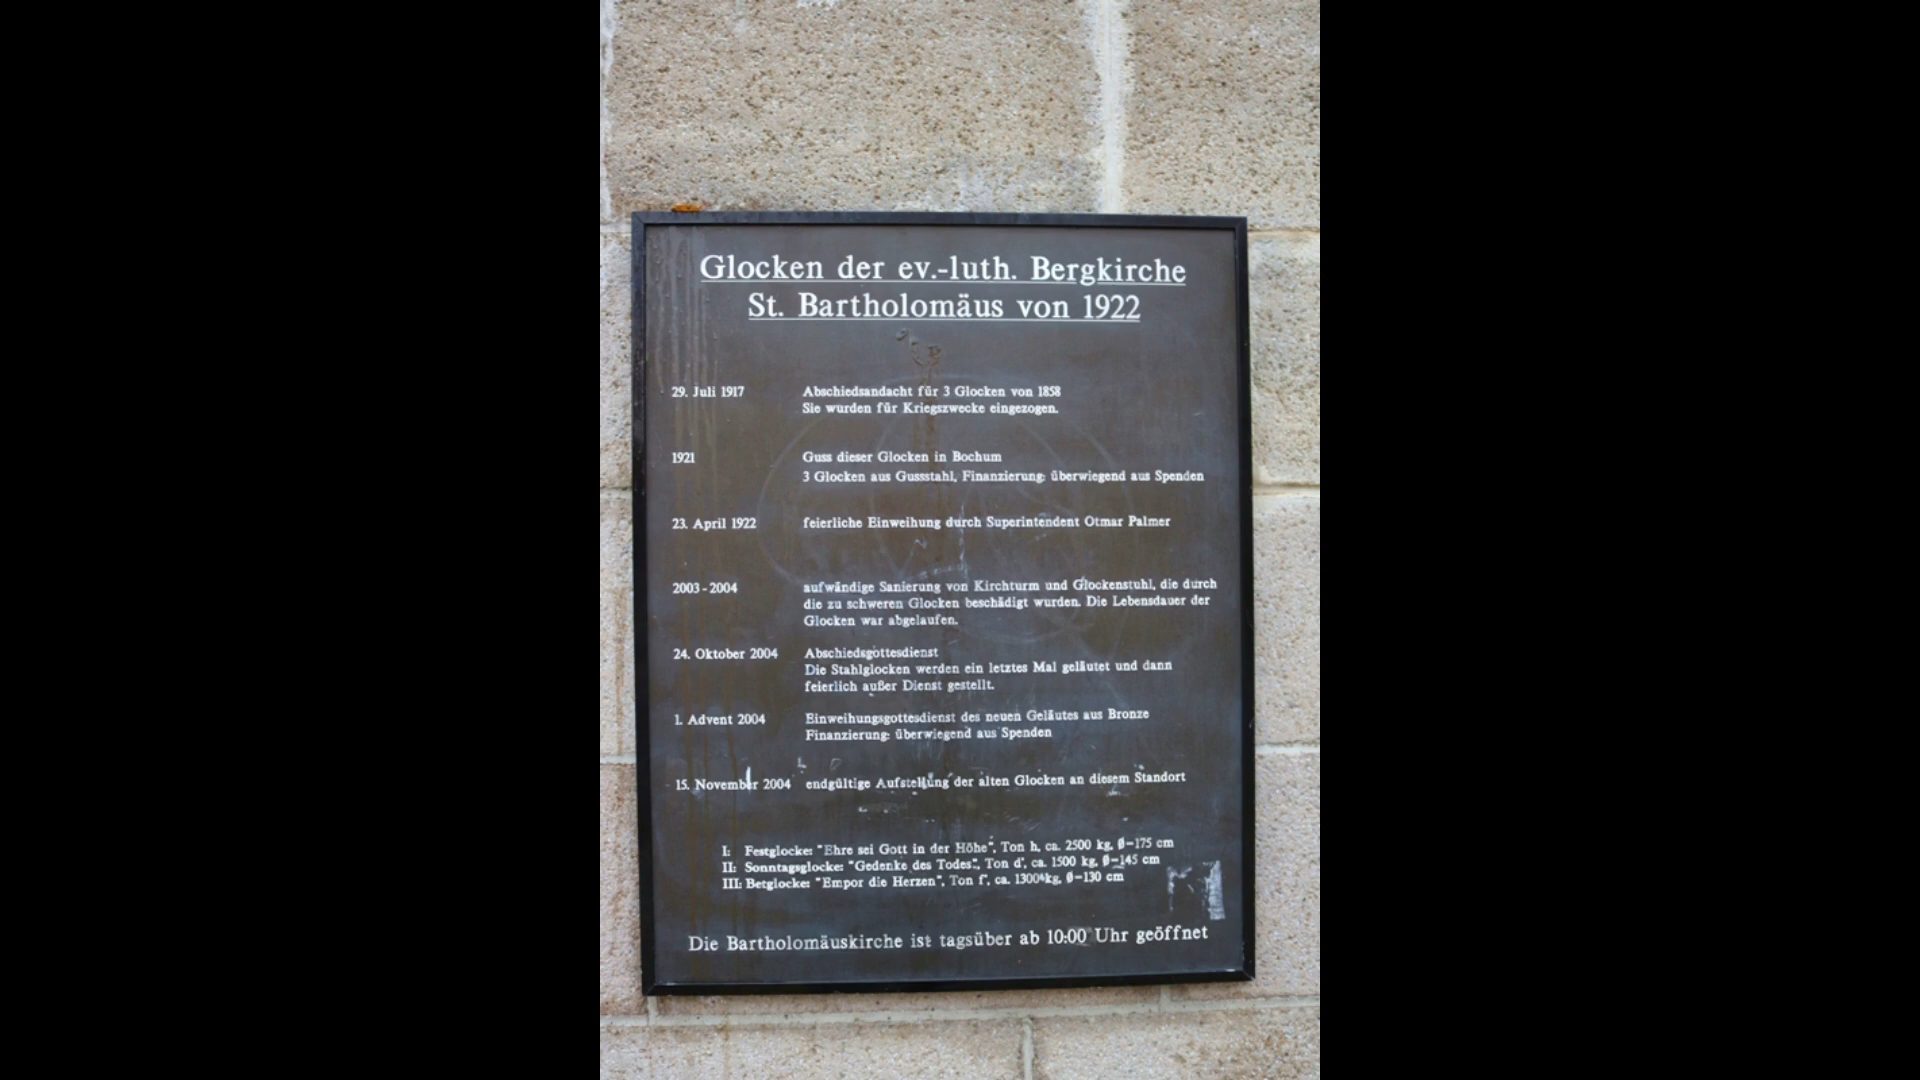 Glocken der ev.-luth. Bergkirche
St. Bartholomäus von 1922
29. Juli 1917 Abschiedsandacht für 3 Glocken von 1858
Sie wurden für Kriegszwecke eingezogen.
1921 Guss dieser Glocken in Bochum
3 Glocken aus Gussstahl, Finanzierung: überwiegend aus Spenden
23. April 1922 feierliche Einweihung durch Superintendent Otmar Palmer
2003 - 2004 aufwändige Sanierung von Kirchturm und Glockenstuhl, die durch
die zu schweren Glocken beschädigt wurden. Die Lebensdauer der
Glocken war abgelaufen.
24. Oktober 2004 Abschiedsgottesdienst
Die Stahlglocken werden ein letztes Mal geläutet und dann
feierlich außer Dienst gestellt.
1. Advent 2004 Einweihungsgottesdienst des neuen Geläutes aus Bronze
Finanzierung: überwiegend aus Spenden
15. November 2004 endgültige Aufstellung der alten Glocken an diesem Standort
I: Festglocke: "Ehre sei Gott in der Höhe", Ton h, ca. 2500 kg, Ø-175 cm
II: Sonntagsglocke: "Gedenke des Todes", Ton d', ca. 1500 kg, Ø-145 cm
III: Betglocke: "Empor die Herzen", Ton f', ca. 1300 kg, Ø-130 cm
Die Bartholomäuskirche ist tagsüber ab 10:00 Uhr geöffnet